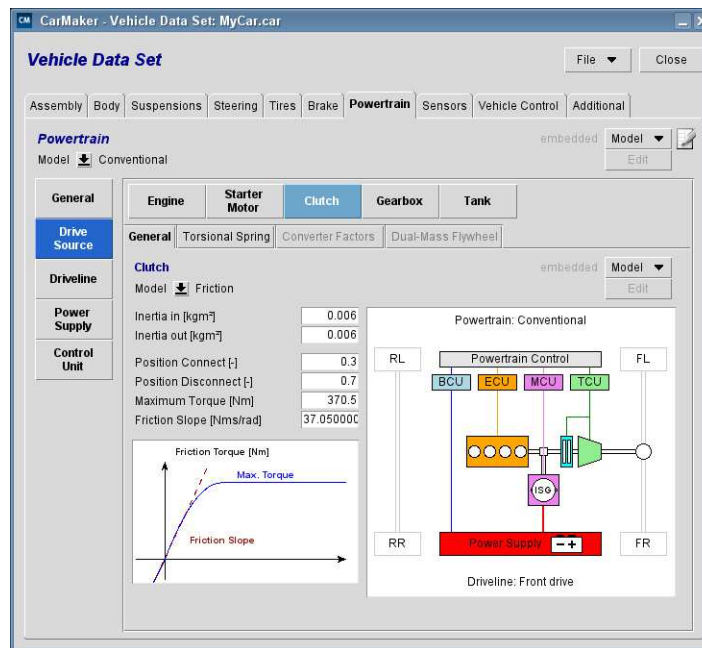 CM CarMaker - Vehicle Data Set: MyCar.car
Vehicle Data Set File Close
Assembly Body Suspensions Steering Tires Brake Powertrain Sensors Vehicle Control Additional
Powertrain embedded Model
Model Conventional Edit
General
Drive Source
Driveline
Power Supply
Control Unit
Engine Starter Motor Clutch Gearbox Tank
General Torsional Spring Converter Factors Dual-Mass Flywheel
Clutch embedded Model
Model Friction Edit
Inertia in [kgm²] 0.006
Inertia out [kgm²] 0.006
Position Connect [-] 0.3
Position Disconnect [-] 0.7
Maximum Torque [Nm] 370.5
Friction Slope [Nms/rad] 37.050000
Friction Torque [Nm]
Max. Torque
Friction Slope
Powertrain: Conventional
RL Powertrain Control FL
BCU ECU MCU TCU
ISG
RR Power Supply FR
Driveline: Front drive